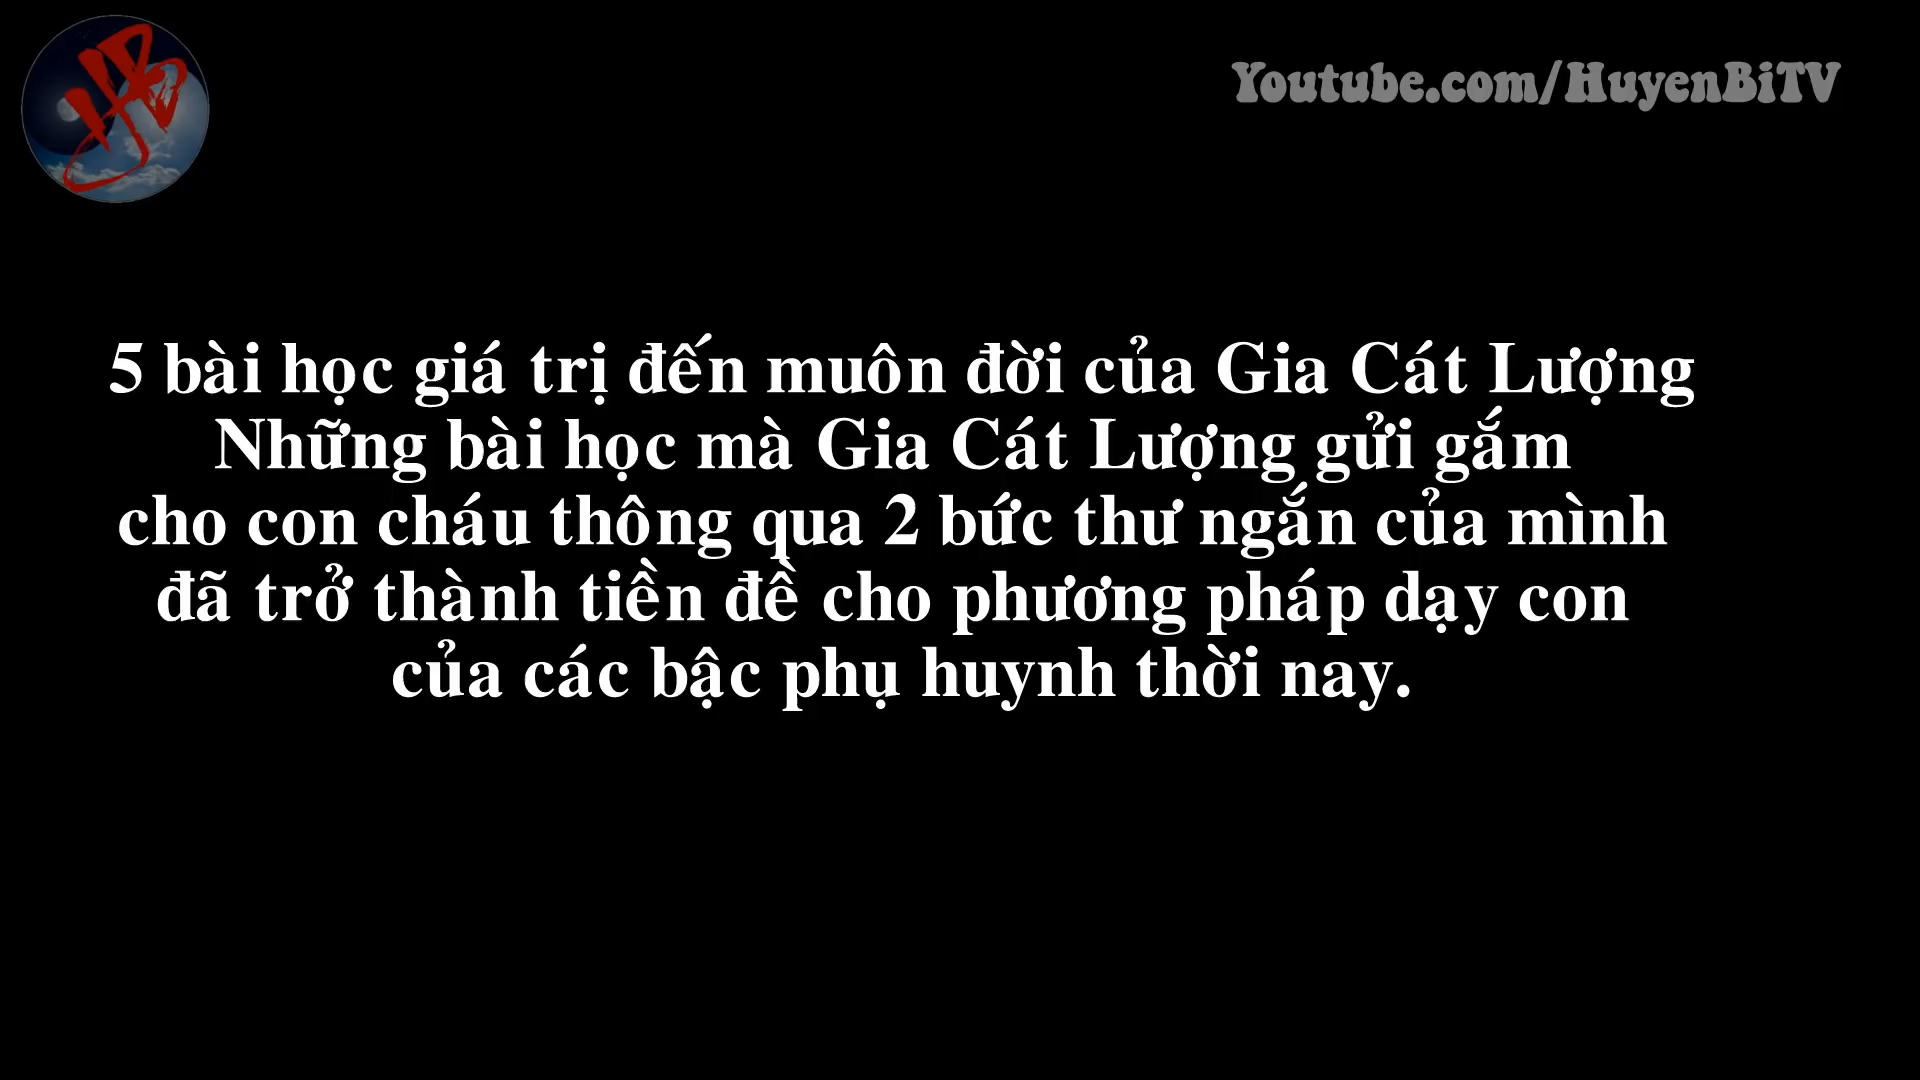 Youtube.com/HuyenBiTV
5 bài học giá trị đến muôn đời của Gia Cát Lượng
Những bài học mà Gia Cát Lượng gửi gắm
cho con cháu thông qua 2 bức thư ngắn của mình
đã trở thành tiền đề cho phương pháp dạy con
của các bậc phụ huynh thời nay.